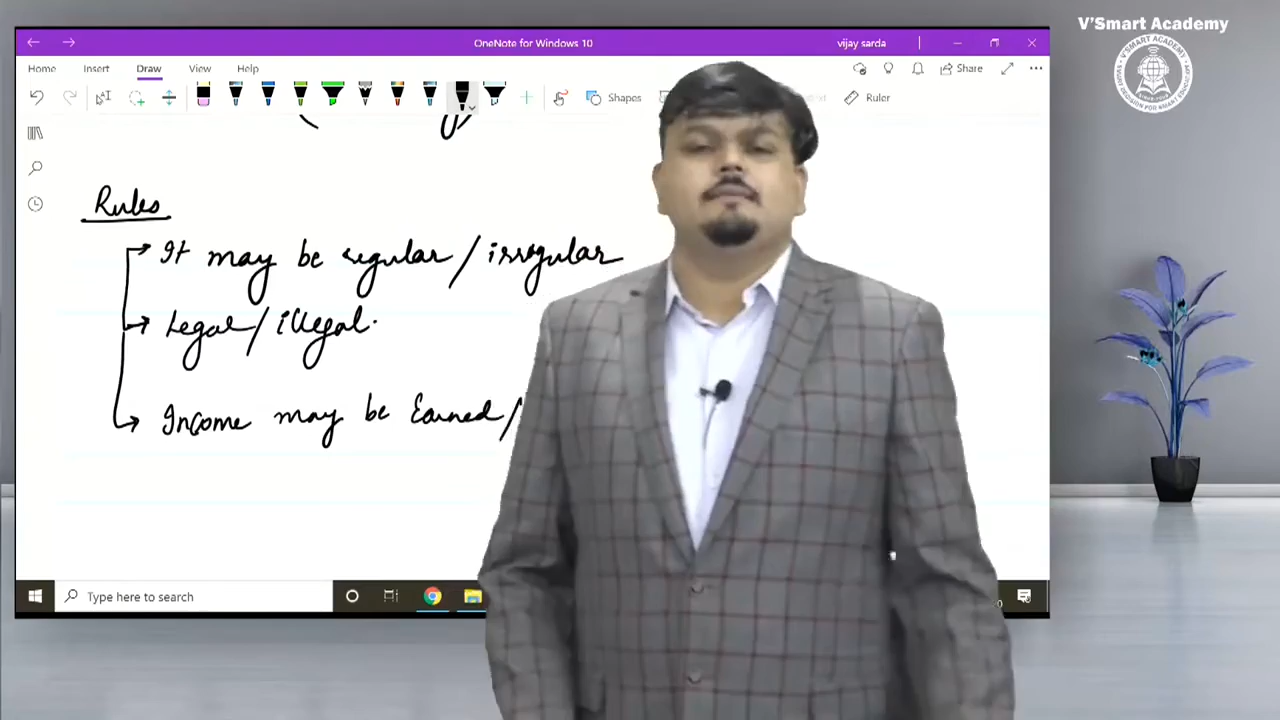 V'Smart Academy
OneNote for Windows 10
vijay sarda
Home Insert Draw View Help
Share
Shapes
Ruler
Rules
It may be regular / irregular
Legal / illegal.
Income may be Earned /
Type here to search